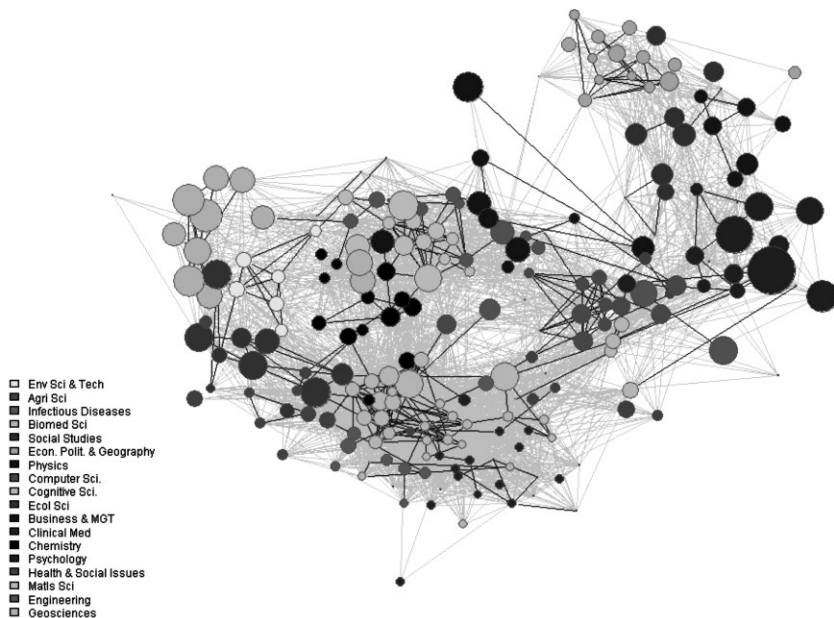 Env Sci & Tech
Agri Sci
Infectious Diseases
Biomed Sci
Social Studies
Econ. Polit. & Geography
Physics
Computer Sci.
Cognitive Sci.
Ecol Sci
Business & MGT
Clinical Med
Chemistry
Psychology
Health & Social Issues
Matls Sci
Engineering
Geosciences